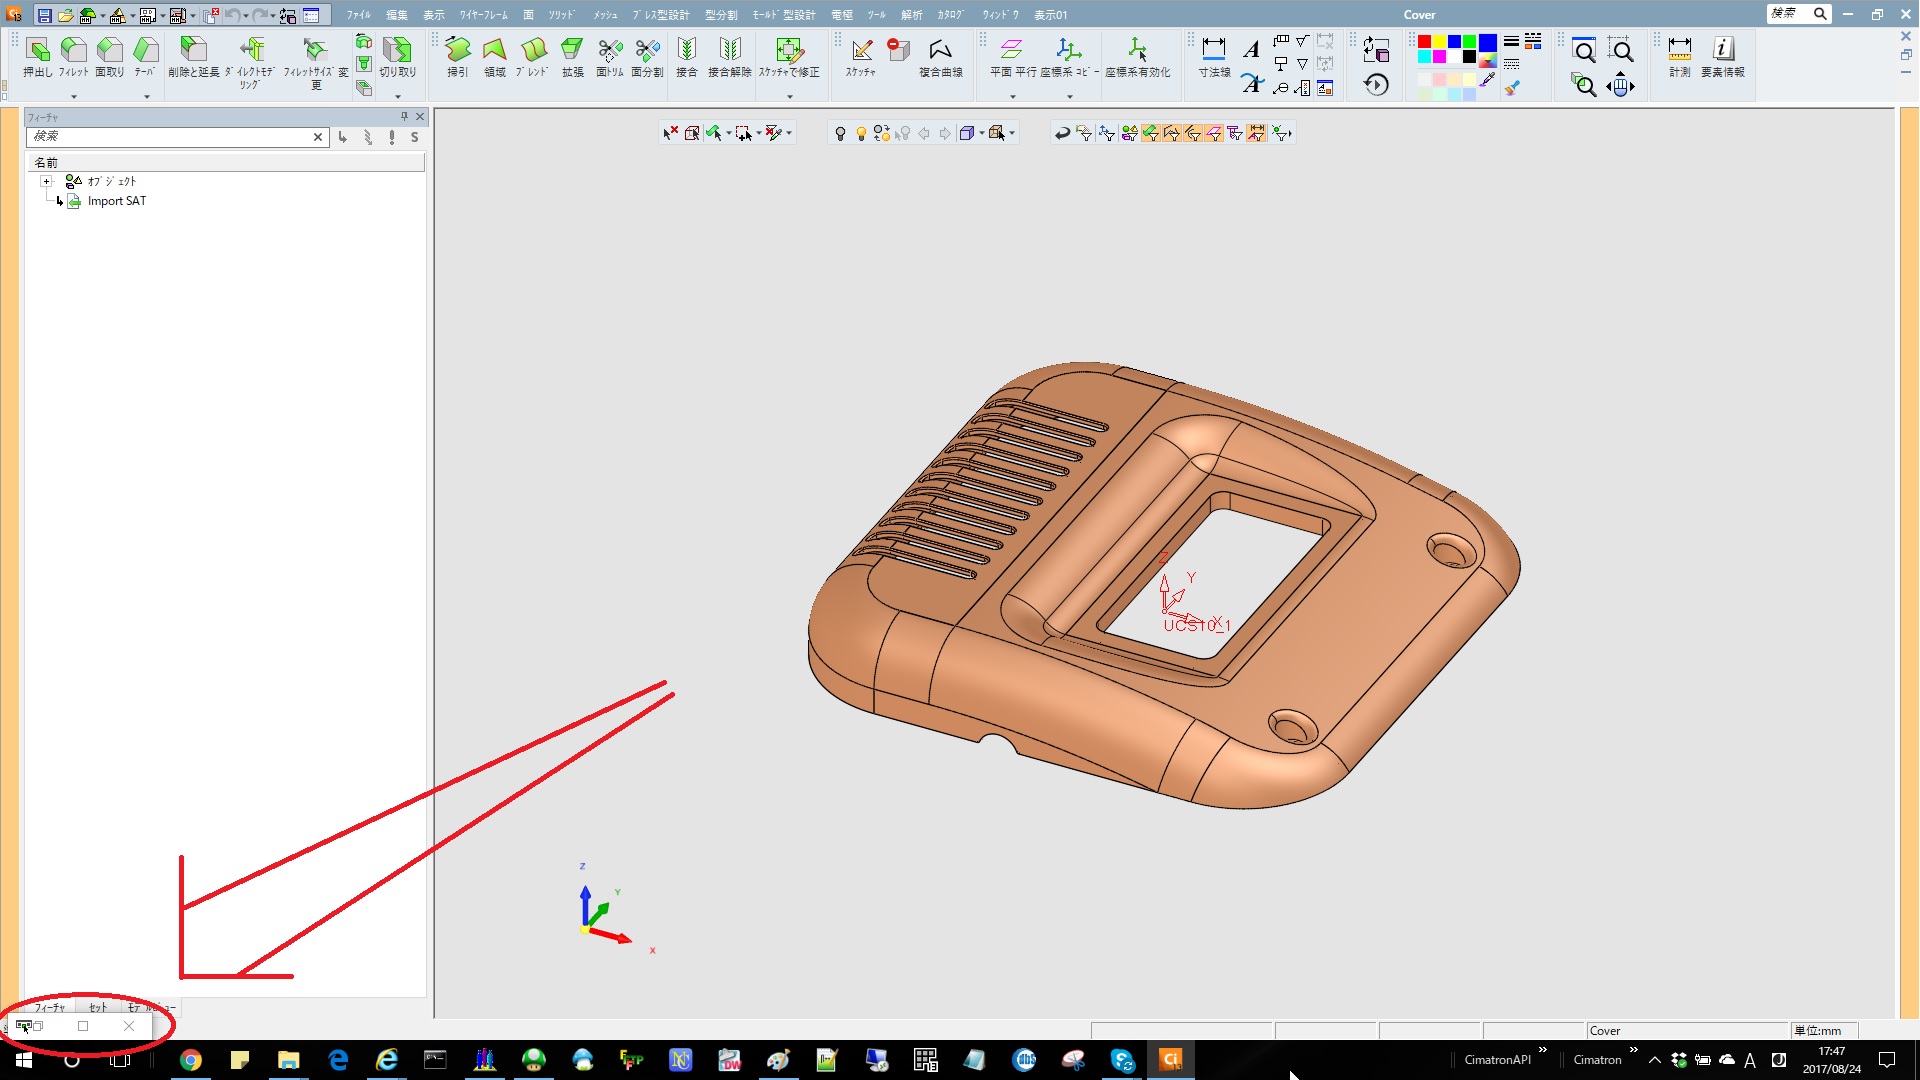 ﾌｧｲﾙ 編集 表示 ﾜｲﾔｰﾌﾚｰﾑ 面 ｿﾘｯﾄﾞ ﾒｯｼｭ ﾌﾟﾚｽ型設計 型分割 ﾓｰﾙﾄﾞ型設計 電極 ﾂｰﾙ 解析 ｶﾀﾛｸﾞ ｳｨﾝﾄﾞｳ 表示01 Cover 検索
押出し ﾌｨﾚｯﾄ 面取り ﾃｰﾊﾟ 削除と延長 ﾀﾞｲﾚｸﾄﾓﾃﾞﾘﾝｸﾞ ﾌｨﾚｯﾄｻｲｽﾞ変更 切り取り 掃引 領域 ﾌﾞﾚﾝﾄﾞ 拡張 面ﾄﾘﾑ 面分割 接合 接合解除 ｽｹｯﾁｬで修正 ｽｹｯﾁｬ 複合曲線 平面 平行 座標系 ｺﾋﾟｰ 座標系有効化 寸法線 計測 要素情報
ﾌｨｰﾁｬ
検索 S
名前
ｵﾌﾞｼﾞｪｸﾄ
Import SAT
Z
Y
X
UCS10_1
Z
Y
X
ﾌｨｰﾁｬ ｾｯﾄ ﾓﾃﾞﾙﾋﾞｭｰ
Cover 単位:mm
CimatronAPI Cimatron A 17:47
2017/08/24